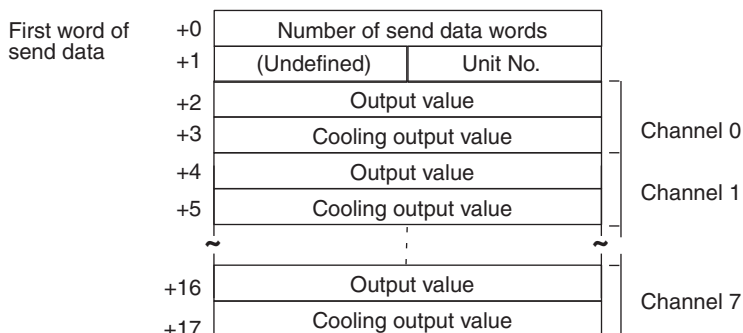 First word of
send data
+0 Number of send data words
+1 (Undefined) Unit No.
+2 Output value
+3 Cooling output value
Channel 0
+4 Output value
+5 Cooling output value
Channel 1
~ ~
+16 Output value
+17 Cooling output value
Channel 7